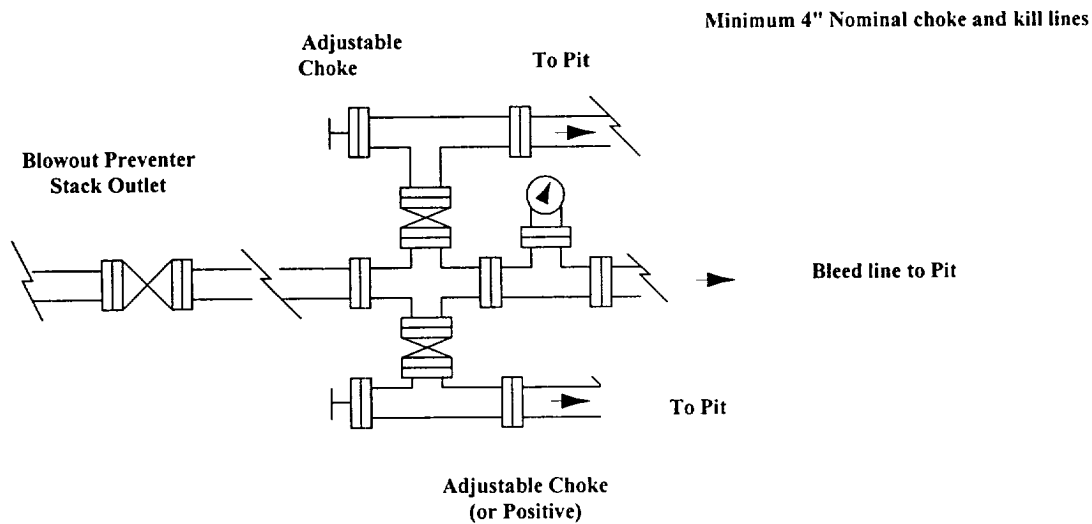 Minimum 4" Nominal choke and kill lines
Adjustable
Choke
To Pit
Blowout Preventer
Stack Outlet
Bleed line to Pit
To Pit
Adjustable Choke
(or Positive)